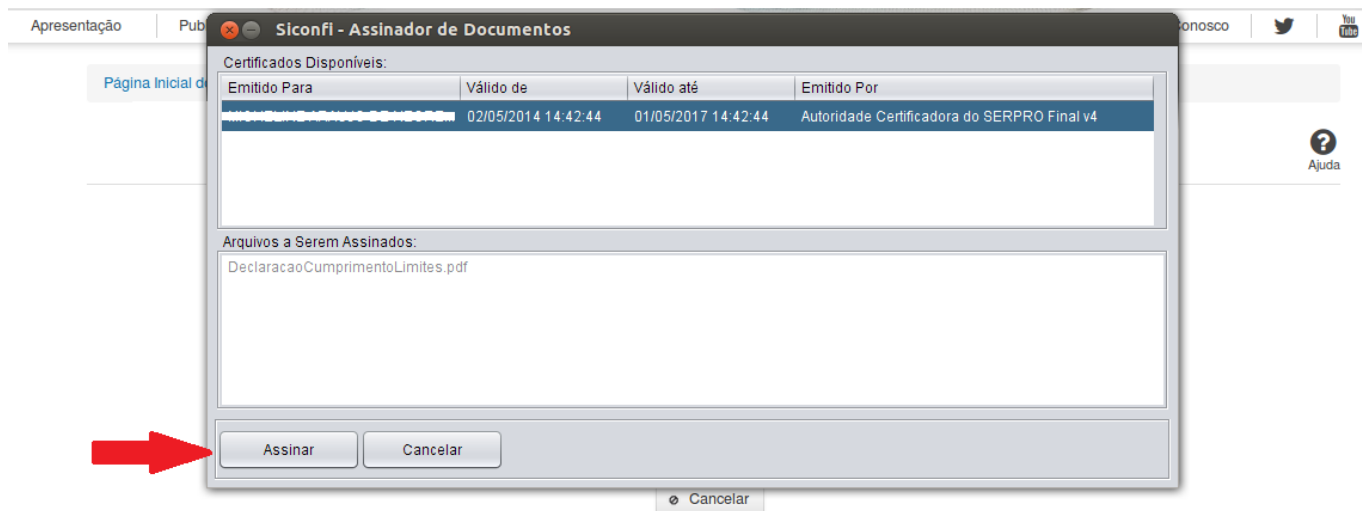 Apresentação Pub Siconfi - Assinador de Documentos onosco You Tube
Certificados Disponíveis:
Página Inicial d
Emitido Para Válido de Válido até Emitido Por
02/05/2014 14:42:44 01/05/2017 14:42:44 Autoridade Certificadora do SERPRO Final v4
?
Ajuda
Arquivos a Serem Assinados:
DeclaracaoCumprimentoLimites.pdf
Assinar Cancelar
Cancelar